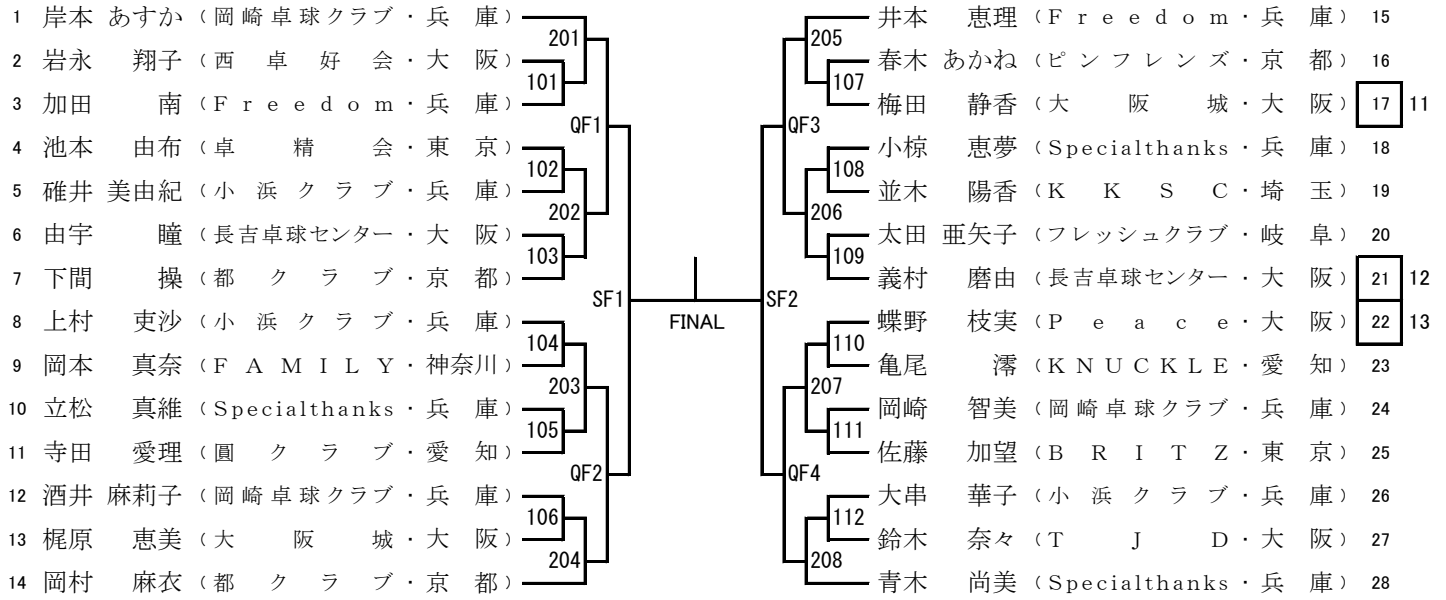 1 岸本 あすか (岡崎卓球クラブ・兵庫)
201
2 岩永 翔子 (西卓好会・大阪)
101
3 加田 南 (Freedom・兵庫)
QF1
4 池本 由布 (卓精会・東京)
102
5 碓井 美由紀 (小浜クラブ・兵庫)
202
6 由宇 瞳 (長吉卓球センター・大阪)
103
7 下間 操 (都クラブ・京都)
SF1
8 上村 吏沙 (小浜クラブ・兵庫)
104
9 岡本 真奈 (FAMILY・神奈川)
203
10 立松 真維 (Specialthanks・兵庫)
105
11 寺田 愛理 (圓クラブ・愛知)
QF2
12 酒井 麻莉子 (岡崎卓球クラブ・兵庫)
106
13 梶原 恵美 (大阪城・大阪)
204
14 岡村 麻衣 (都クラブ・京都)
FINAL
井本 恵理 (Freedom・兵庫) 15
205
春木 あかね (ピンフレンズ・京都) 16
107
梅田 静香 (大阪城・大阪) 17 11
QF3
小椋 恵夢 (Specialthanks・兵庫) 18
108
並木 陽香 (KKSC・埼玉) 19
206
太田 亜矢子 (フレッシュクラブ・岐阜) 20
109
義村 磨由 (長吉卓球センター・大阪) 21 12
SF2
蝶野 枝実 (Peace・大阪) 22 13
110
亀尾 澪 (KNUCKLE・愛知) 23
207
岡崎 智美 (岡崎卓球クラブ・兵庫) 24
111
佐藤 加望 (BRITZ・東京) 25
QF4
大串 華子 (小浜クラブ・兵庫) 26
112
鈴木 奈々 (TJD・大阪) 27
208
青木 尚美 (Specialthanks・兵庫) 28